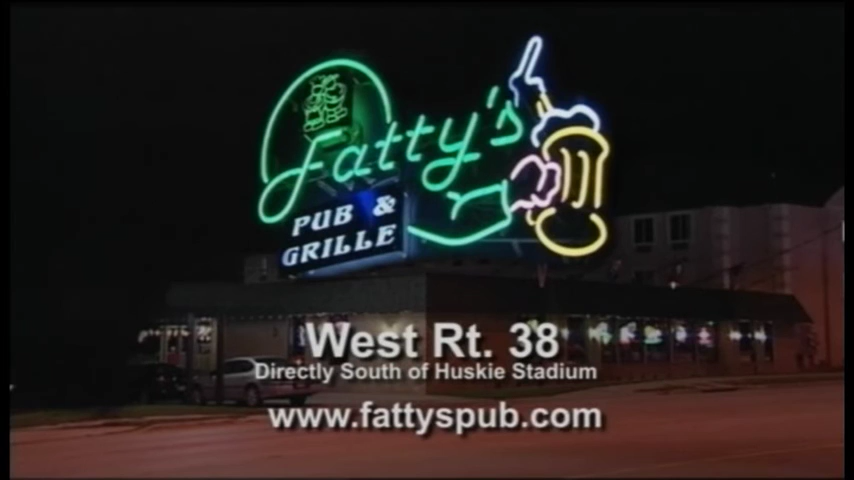 Fatty's
PUB &
GRILLE
West Rt. 38
Directly South of Huskie Stadium
www.fattyspub.com